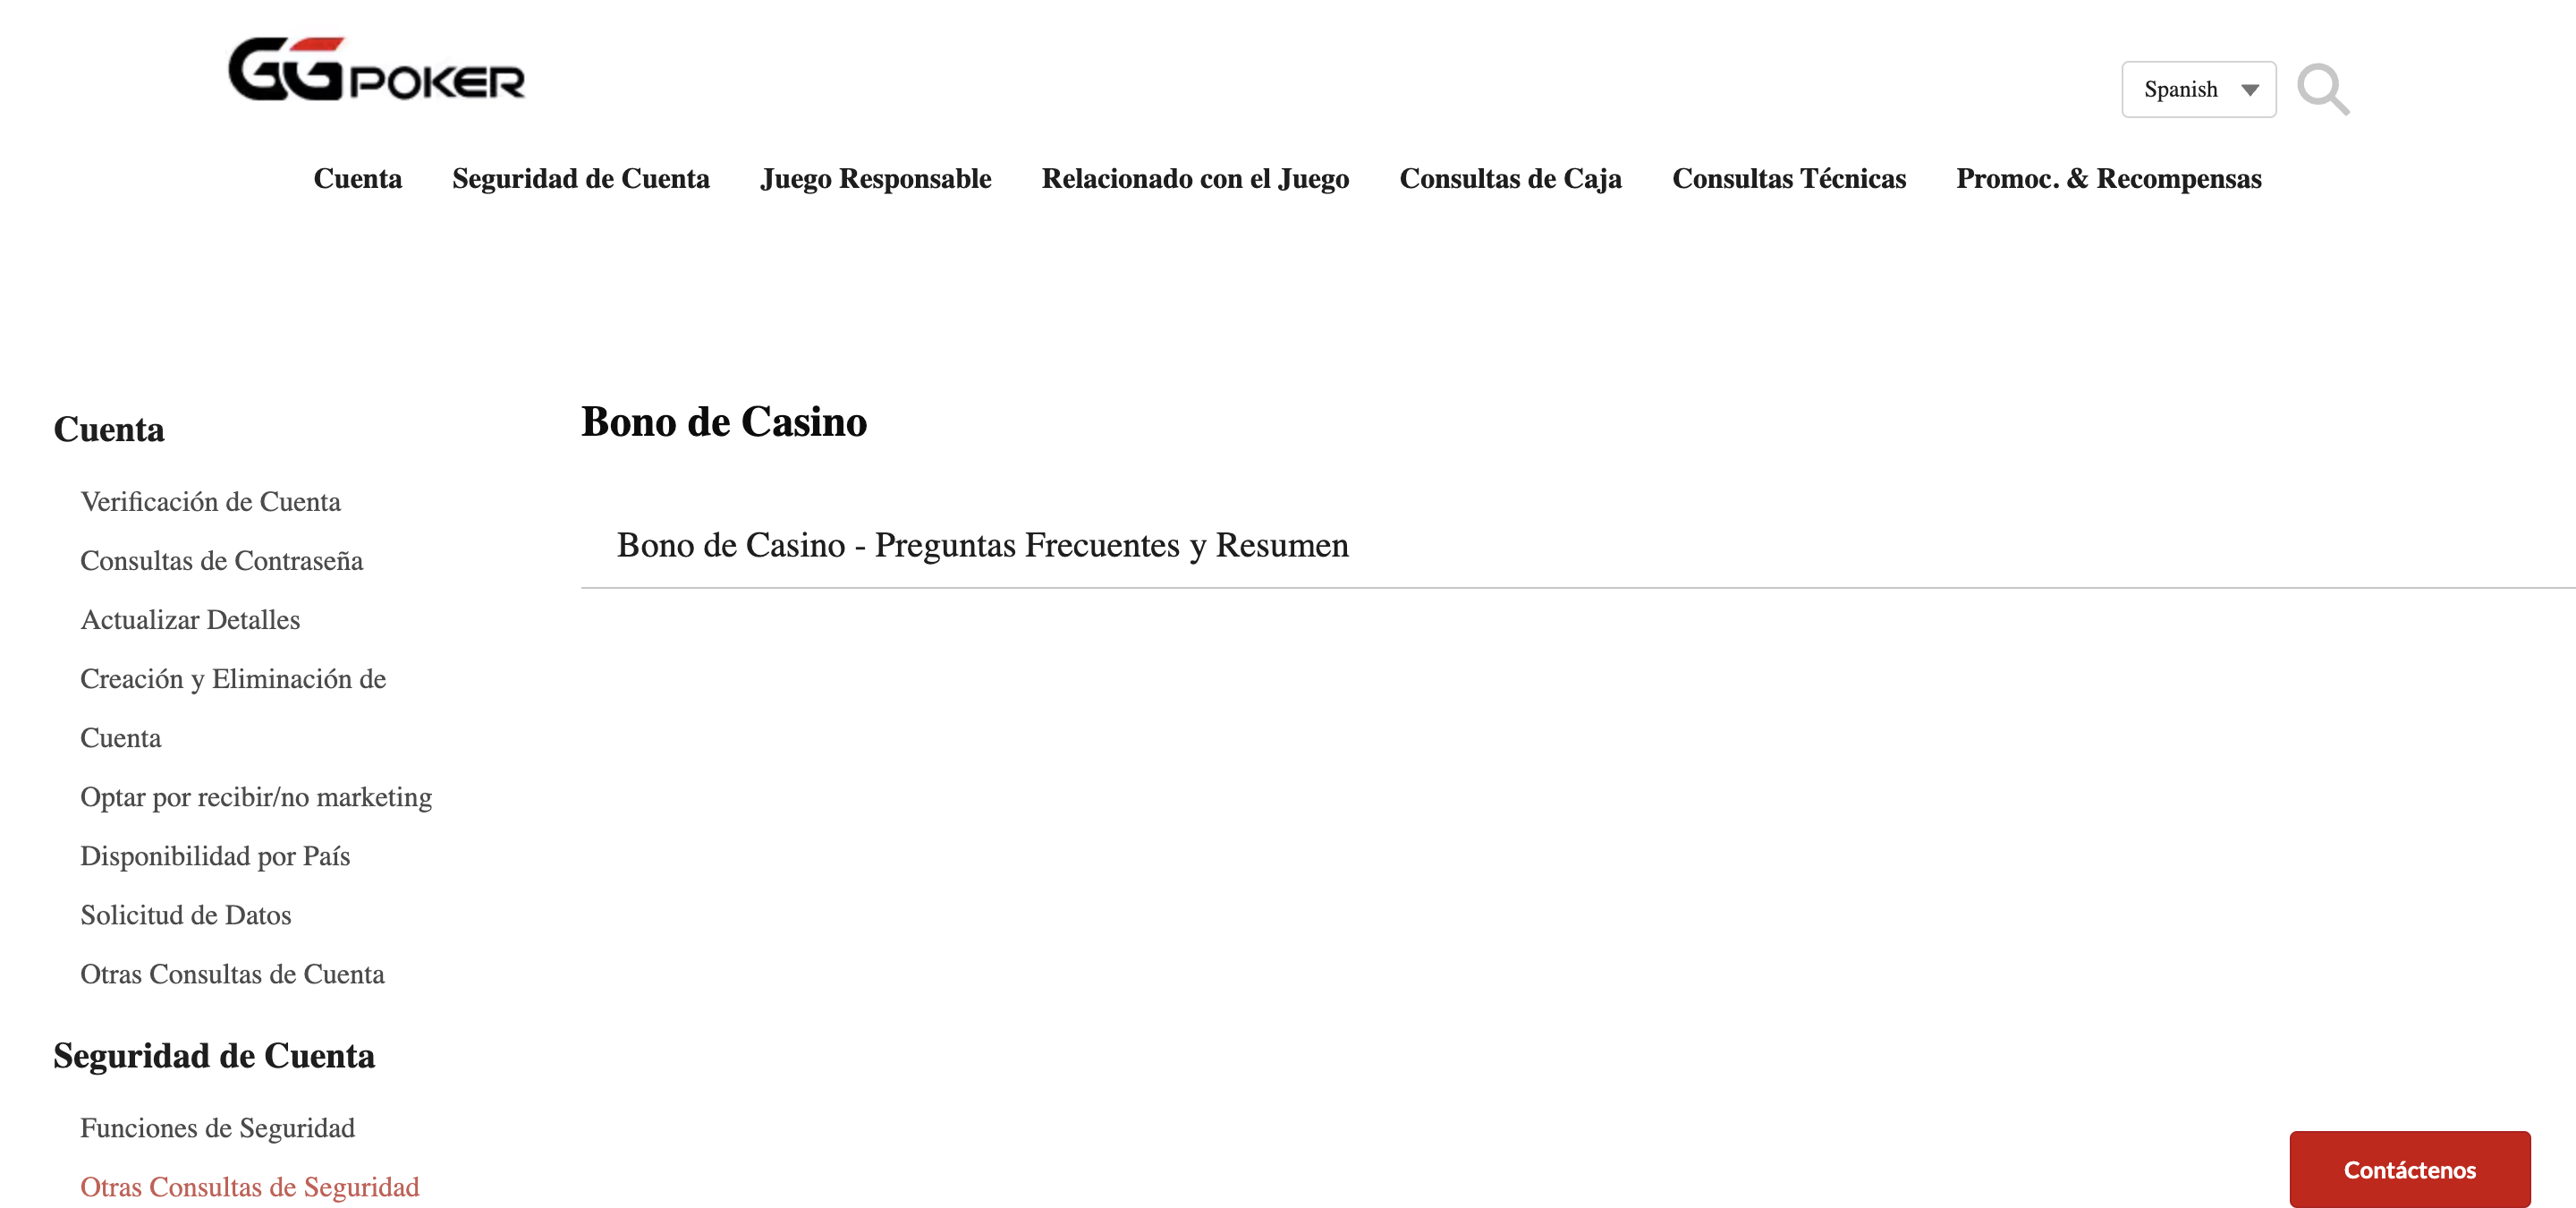 GGPOKER
Spanish
Cuenta Seguridad de Cuenta Juego Responsable Relacionado con el Juego Consultas de Caja Consultas Técnicas Promoc. & Recompensas
Cuenta
Verificación de Cuenta
Consultas de Contraseña
Actualizar Detalles
Creación y Eliminación de
Cuenta
Optar por recibir/no marketing
Disponibilidad por País
Solicitud de Datos
Otras Consultas de Cuenta
Seguridad de Cuenta
Funciones de Seguridad
Otras Consultas de Seguridad
Bono de Casino
Bono de Casino - Preguntas Frecuentes y Resumen
Contáctenos